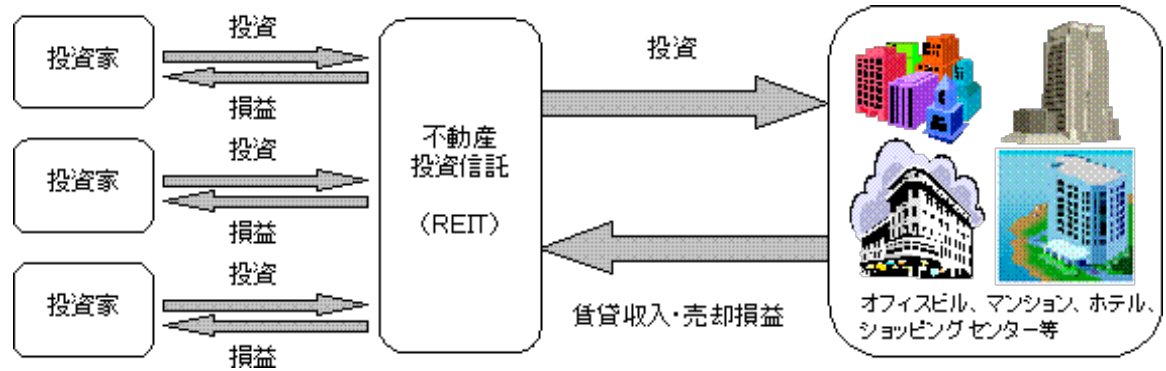 投資
投資家
損益
投資
投資家
損益
投資
投資家
損益
不動産
投資信託
(REIT)
投資
賃貸収入・売却損益
オフィスビル、マンション、ホテル、
ショッピングセンター等